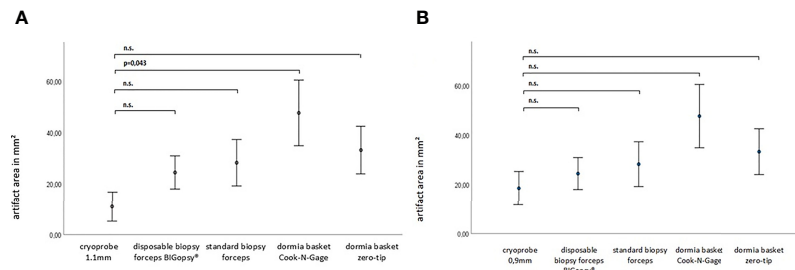 A
n.s.
p=0,043
n.s.
n.s.
60,00
40,00
20,00
0,00
artifact area in mm²
cryoprobe
1.1mm
disposable biopsy
forceps BIGopsy®
standard biopsy
forceps
dormia basket
Cook-N-Gage
dormia basket
zero-tip
B
n.s.
n.s.
n.s.
n.s.
60,00
40,00
20,00
0,00
artifact area in mm²
cryoprobe
0,9mm
disposable
biopsy forceps
BIGopsy®
standard biopsy
forceps
dormia basket
Cook-N-Gage
dormia basket
zero-tip